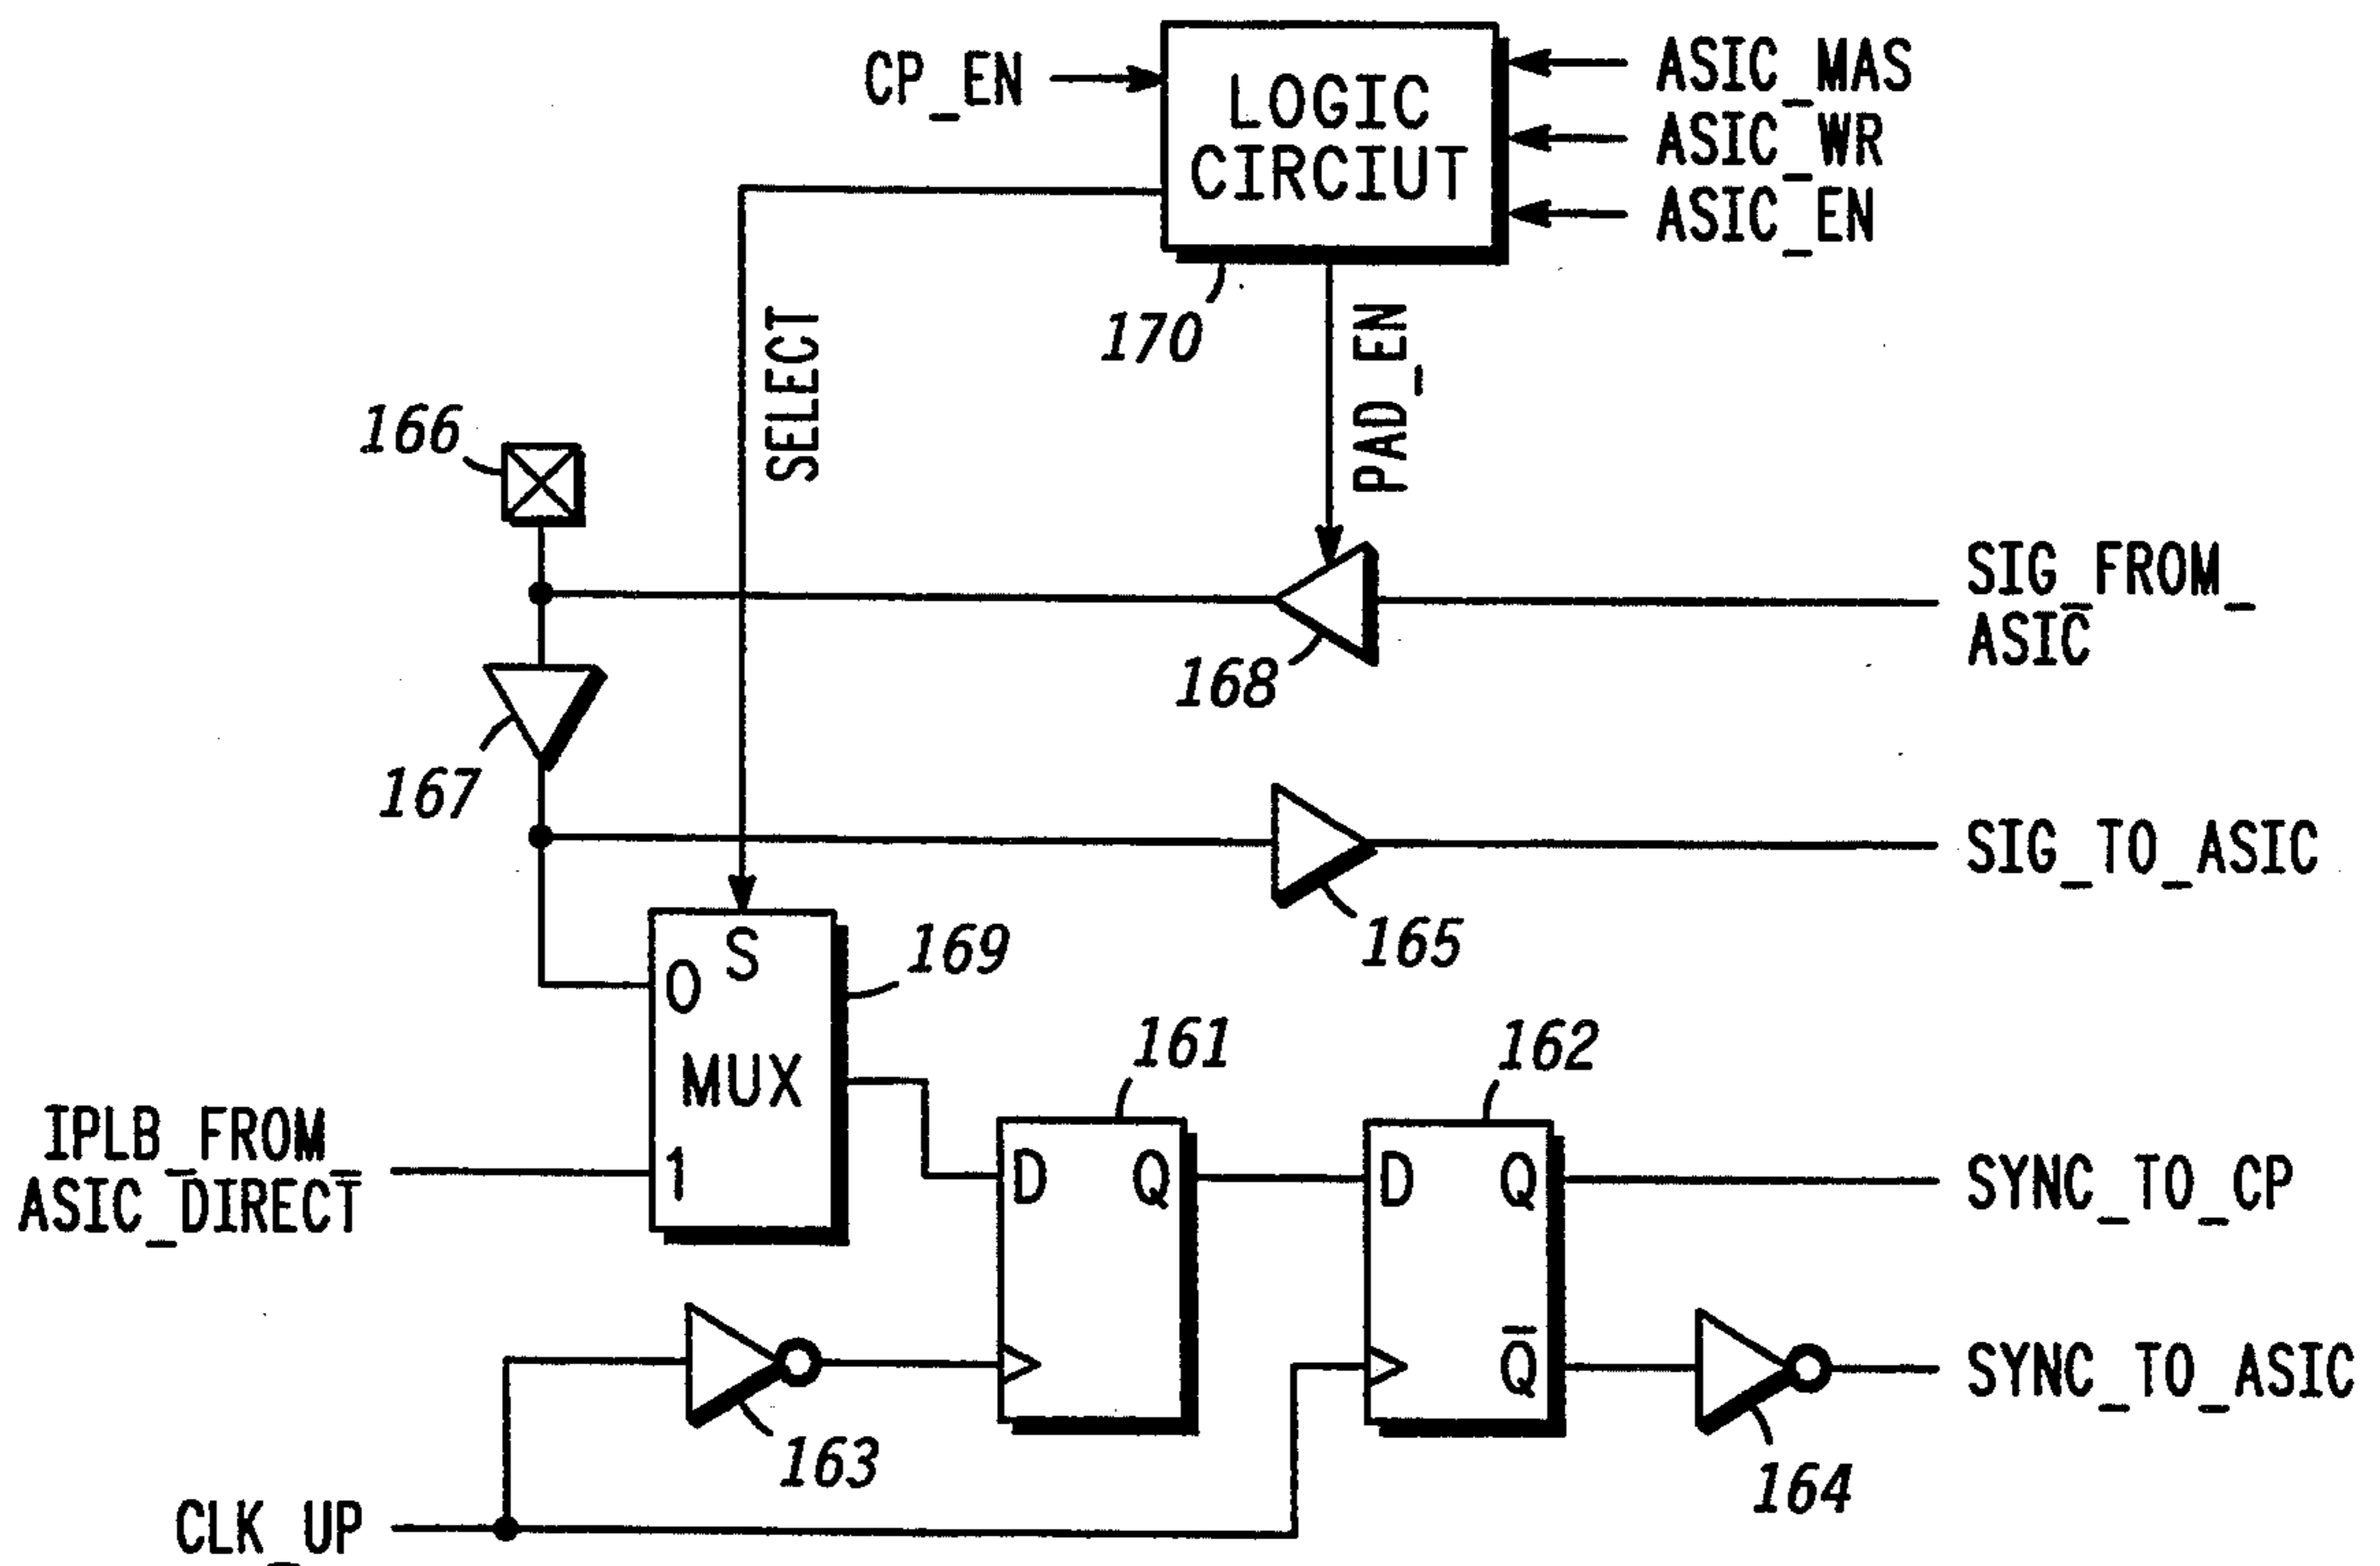 CP_EN
LOGIC
CIRCIUT
ASIC_MAS
ASIC_WR
ASIC_EN
170
SELECT
PAD_EN
166
SIG_FROM_
ASIC
168
167
SIG_TO_ASIC
165
S
169
0
MUX
1
161
162
IPLB_FROM_
ASIC_DIRECT
D
Q
D
Q
SYNC_TO_CP
Q̅
SYNC_TO_ASIC
163
164
CLK_UP